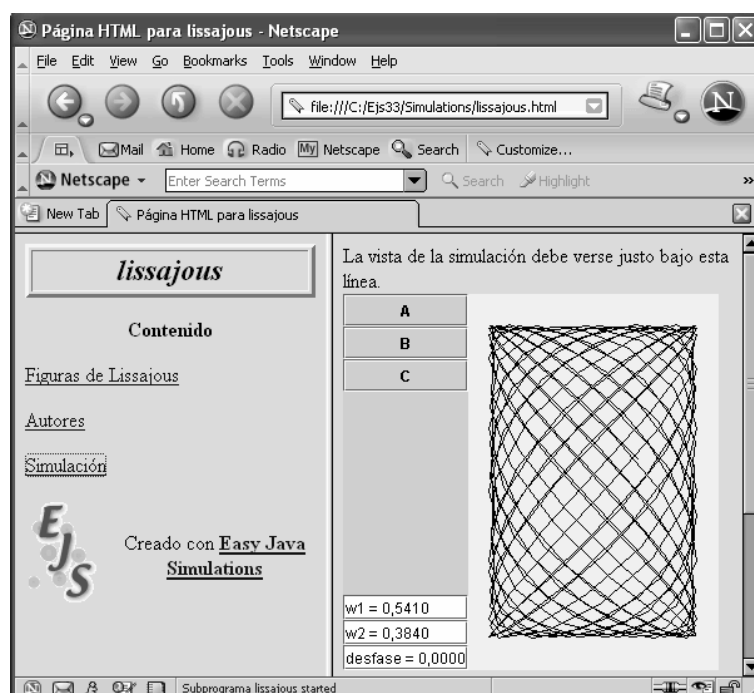 Página HTML para lissajous - Netscape
File Edit View Go Bookmarks Tools Window Help
file:///C:/Ejs33/Simulations/lissajous.html
N
Mail Home Radio My Netscape Search Customize...
N Netscape Enter Search Terms Search Highlight »
New Tab Página HTML para lissajous
lissajous
Contenido
Figuras de Lissajous
Autores
Simulación
EJS
Creado con Easy Java
Simulations
La vista de la simulación debe verse justo bajo esta
línea.
A
B
C
w1 = 0,5410
w2 = 0,3840
desfase = 0,0000
Subprograma lissajous started